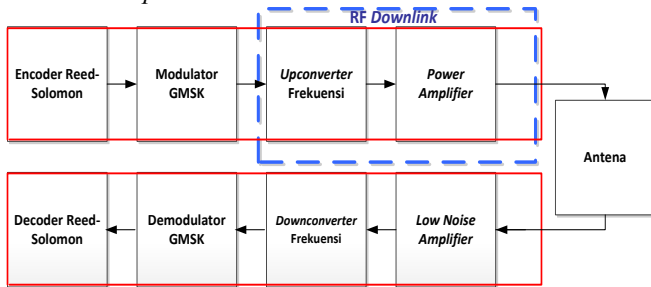 RF Downlink
Encoder Reed-
Solomon
Modulator
GMSK
Upconverter
Frekuensi
Power
Amplifier
Antena
Decoder Reed-
Solomon
Demodulator
GMSK
Downconverter
Frekuensi
Low Noise
Amplifier